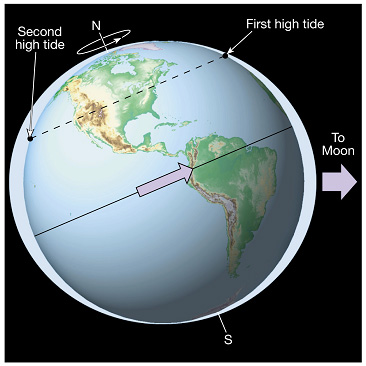 N
Second
high tide
First high tide
To
Moon
S